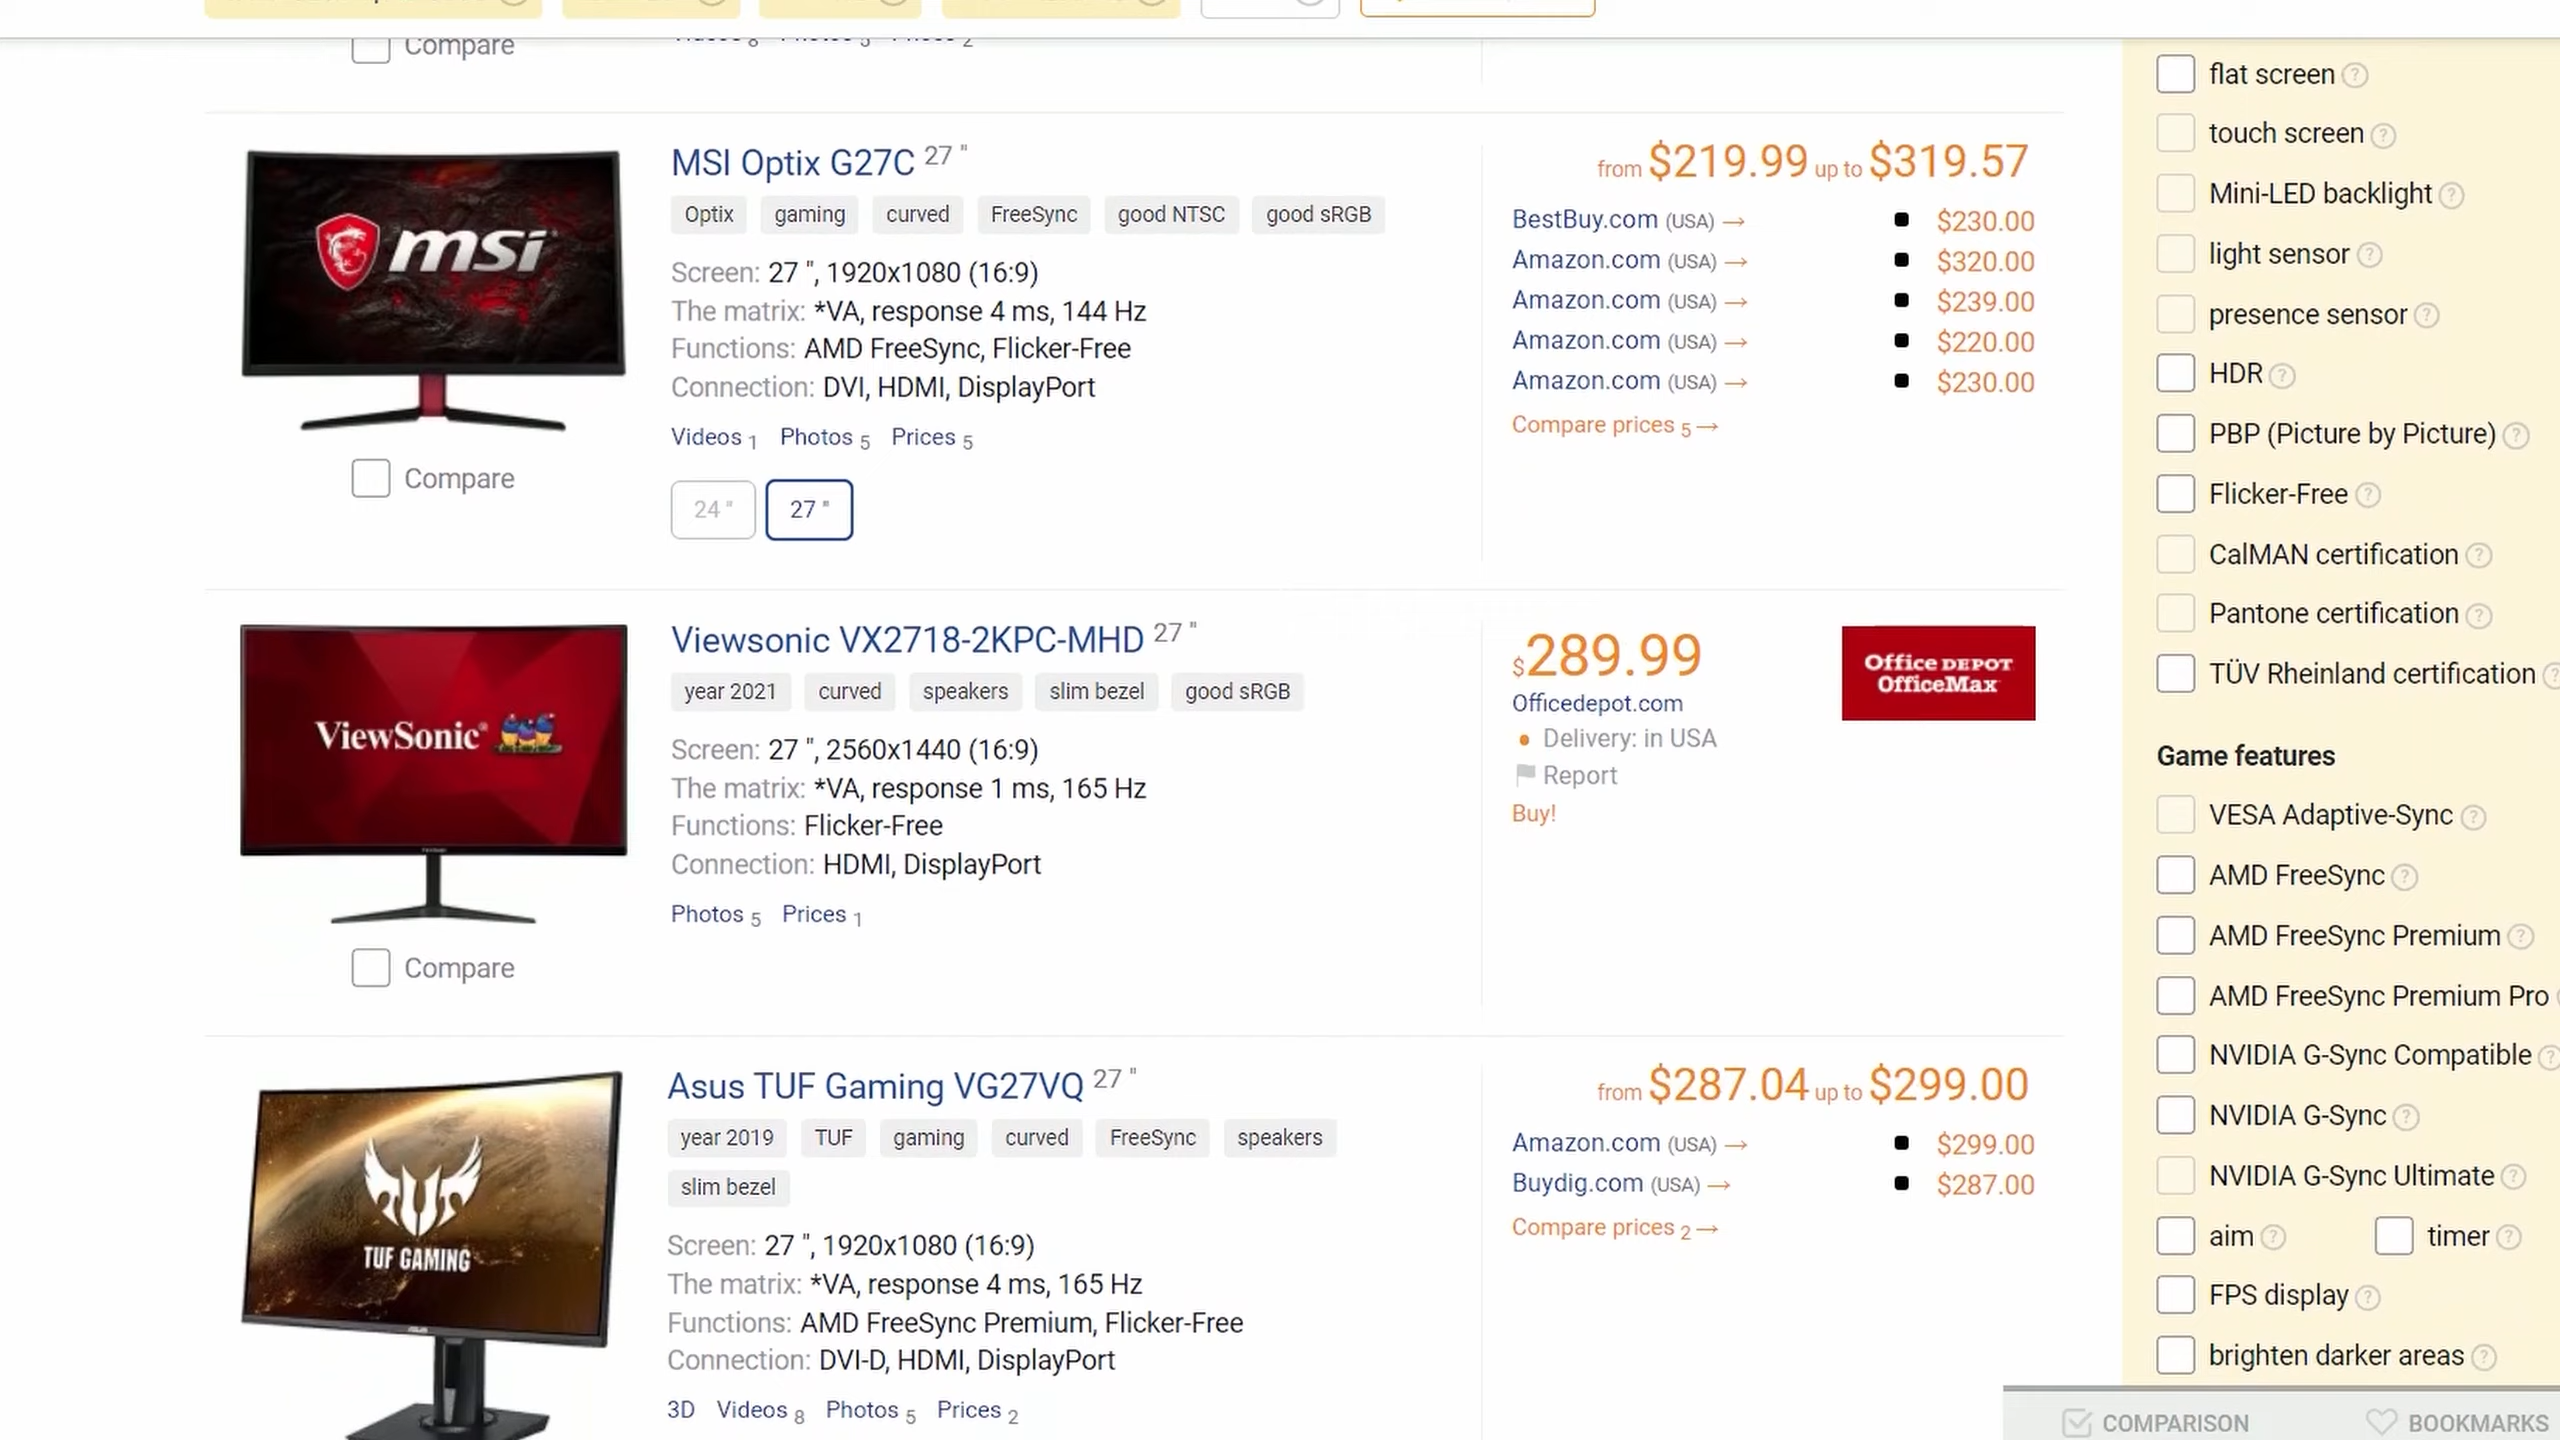 Compare
Videos 8 Photos 5 Prices 2
MSI Optix G27C 27 "
Optix gaming curved FreeSync good NTSC good sRGB
Screen: 27 ", 1920x1080 (16:9)
The matrix: *VA, response 4 ms, 144 Hz
Functions: AMD FreeSync, Flicker-Free
Connection: DVI, HDMI, DisplayPort
Videos 1 Photos 5 Prices 5
24 " 27 "
msi
Compare
from $219.99 up to $319.57
BestBuy.com (USA) → $230.00
Amazon.com (USA) → $320.00
Amazon.com (USA) → $239.00
Amazon.com (USA) → $220.00
Amazon.com (USA) → $230.00
Compare prices 5 →
Viewsonic VX2718-2KPC-MHD 27 "
year 2021 curved speakers slim bezel good sRGB
Screen: 27 ", 2560x1440 (16:9)
The matrix: *VA, response 1 ms, 165 Hz
Functions: Flicker-Free
Connection: HDMI, DisplayPort
Photos 5 Prices 1
ViewSonic®
Compare
$289.99
Officedepot.com
• Delivery: in USA
Report
Buy!
Office DEPOT
OfficeMax
Asus TUF Gaming VG27VQ 27 "
year 2019 TUF gaming curved FreeSync speakers
slim bezel
Screen: 27 ", 1920x1080 (16:9)
The matrix: *VA, response 4 ms, 165 Hz
Functions: AMD FreeSync Premium, Flicker-Free
Connection: DVI-D, HDMI, DisplayPort
3D Videos 8 Photos 5 Prices 2
TUF GAMING
from $287.04 up to $299.00
Amazon.com (USA) → $299.00
Buydig.com (USA) → $287.00
Compare prices 2 →
flat screen ?
touch screen ?
Mini-LED backlight ?
light sensor ?
presence sensor ?
HDR ?
PBP (Picture by Picture) ?
Flicker-Free ?
CalMAN certification ?
Pantone certification ?
TÜV Rheinland certification ?
Game features
VESA Adaptive-Sync ?
AMD FreeSync ?
AMD FreeSync Premium ?
AMD FreeSync Premium Pro
NVIDIA G-Sync Compatible ?
NVIDIA G-Sync ?
NVIDIA G-Sync Ultimate ?
aim ? timer ?
FPS display ?
brighten darker areas ?
COMPARISON BOOKMARKS